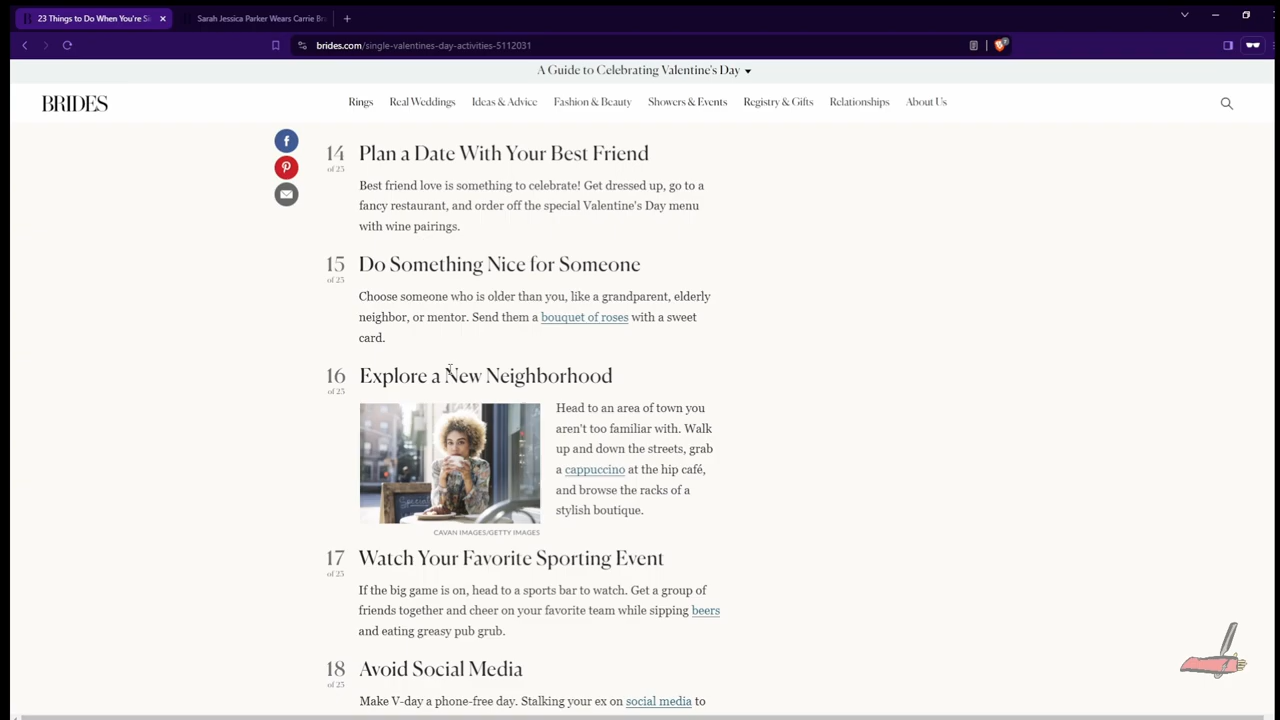 23 Things to Do When You're Si
Sarah Jessica Parker Wears Carrie Bo
brides.com/single-valentines-day-activities-5112031
A Guide to Celebrating Valentine's Day
BRIDES
Rings Real Weddings Ideas & Advice Fashion & Beauty Showers & Events Registry & Gifts Relationships About Us
14 Plan a Date With Your Best Friend
of 23
Best friend love is something to celebrate! Get dressed up, go to a
fancy restaurant, and order off the special Valentine's Day menu
with wine pairings.
15 Do Something Nice for Someone
of 23
Choose someone who is older than you, like a grandparent, elderly
neighbor, or mentor. Send them a bouquet of roses with a sweet
card.
16 Explore a New Neighborhood
of 23
Head to an area of town you
aren't too familiar with. Walk
up and down the streets, grab
a cappuccino at the hip café,
and browse the racks of a
stylish boutique.
CAVAN IMAGES/GETTY IMAGES
17 Watch Your Favorite Sporting Event
of 23
If the big game is on, head to a sports bar to watch. Get a group of
friends together and cheer on your favorite team while sipping beers
and eating greasy pub grub.
18 Avoid Social Media
of 23
Make V-day a phone-free day. Stalking your ex on social media to